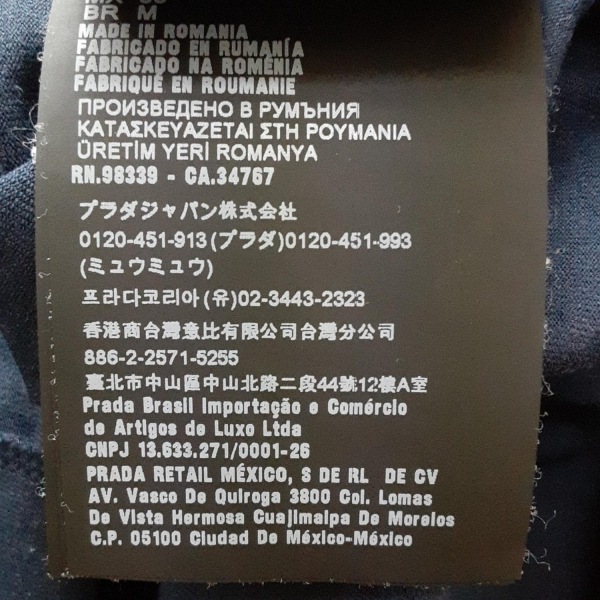 BR M
MADE IN ROMANIA
FABRICADO EN RUMANÍA
FABRICADO NA ROMÉNIA
FABRIQUÉ EN ROUMANIE
ПРОИЗВЕДЕНО В РУМЪНИЯ
ΚΑΤΑΣΚΕΥΑΖΕΤΑΙ ΣΤΗ ΡΟΥΜΑΝΙΑ
ÜRETİM YERİ ROMANYA
RN.98339 - CA.34767
プラダジャパン株式会社
0120-451-913(プラダ)0120-451-993
(ミュウミュウ)
프라다코리아(유)02-3443-2323
香港商台灣意比有限公司台灣分公司
886-2-2571-5255
臺北市中山區中山北路二段44號12樓A室
Prada Brasil Importação e Comércio
de Artigos de Luxo Ltda
CNPJ 13.633.271/0001-26
PRADA RETAIL MÉXICO, S DE RL DE CV
AV. Vasco De Quiroga 3800 Col. Lomas
De Vista Hermosa Cuajimalpa De Morelos
C.P. 05100 Ciudad De México-México